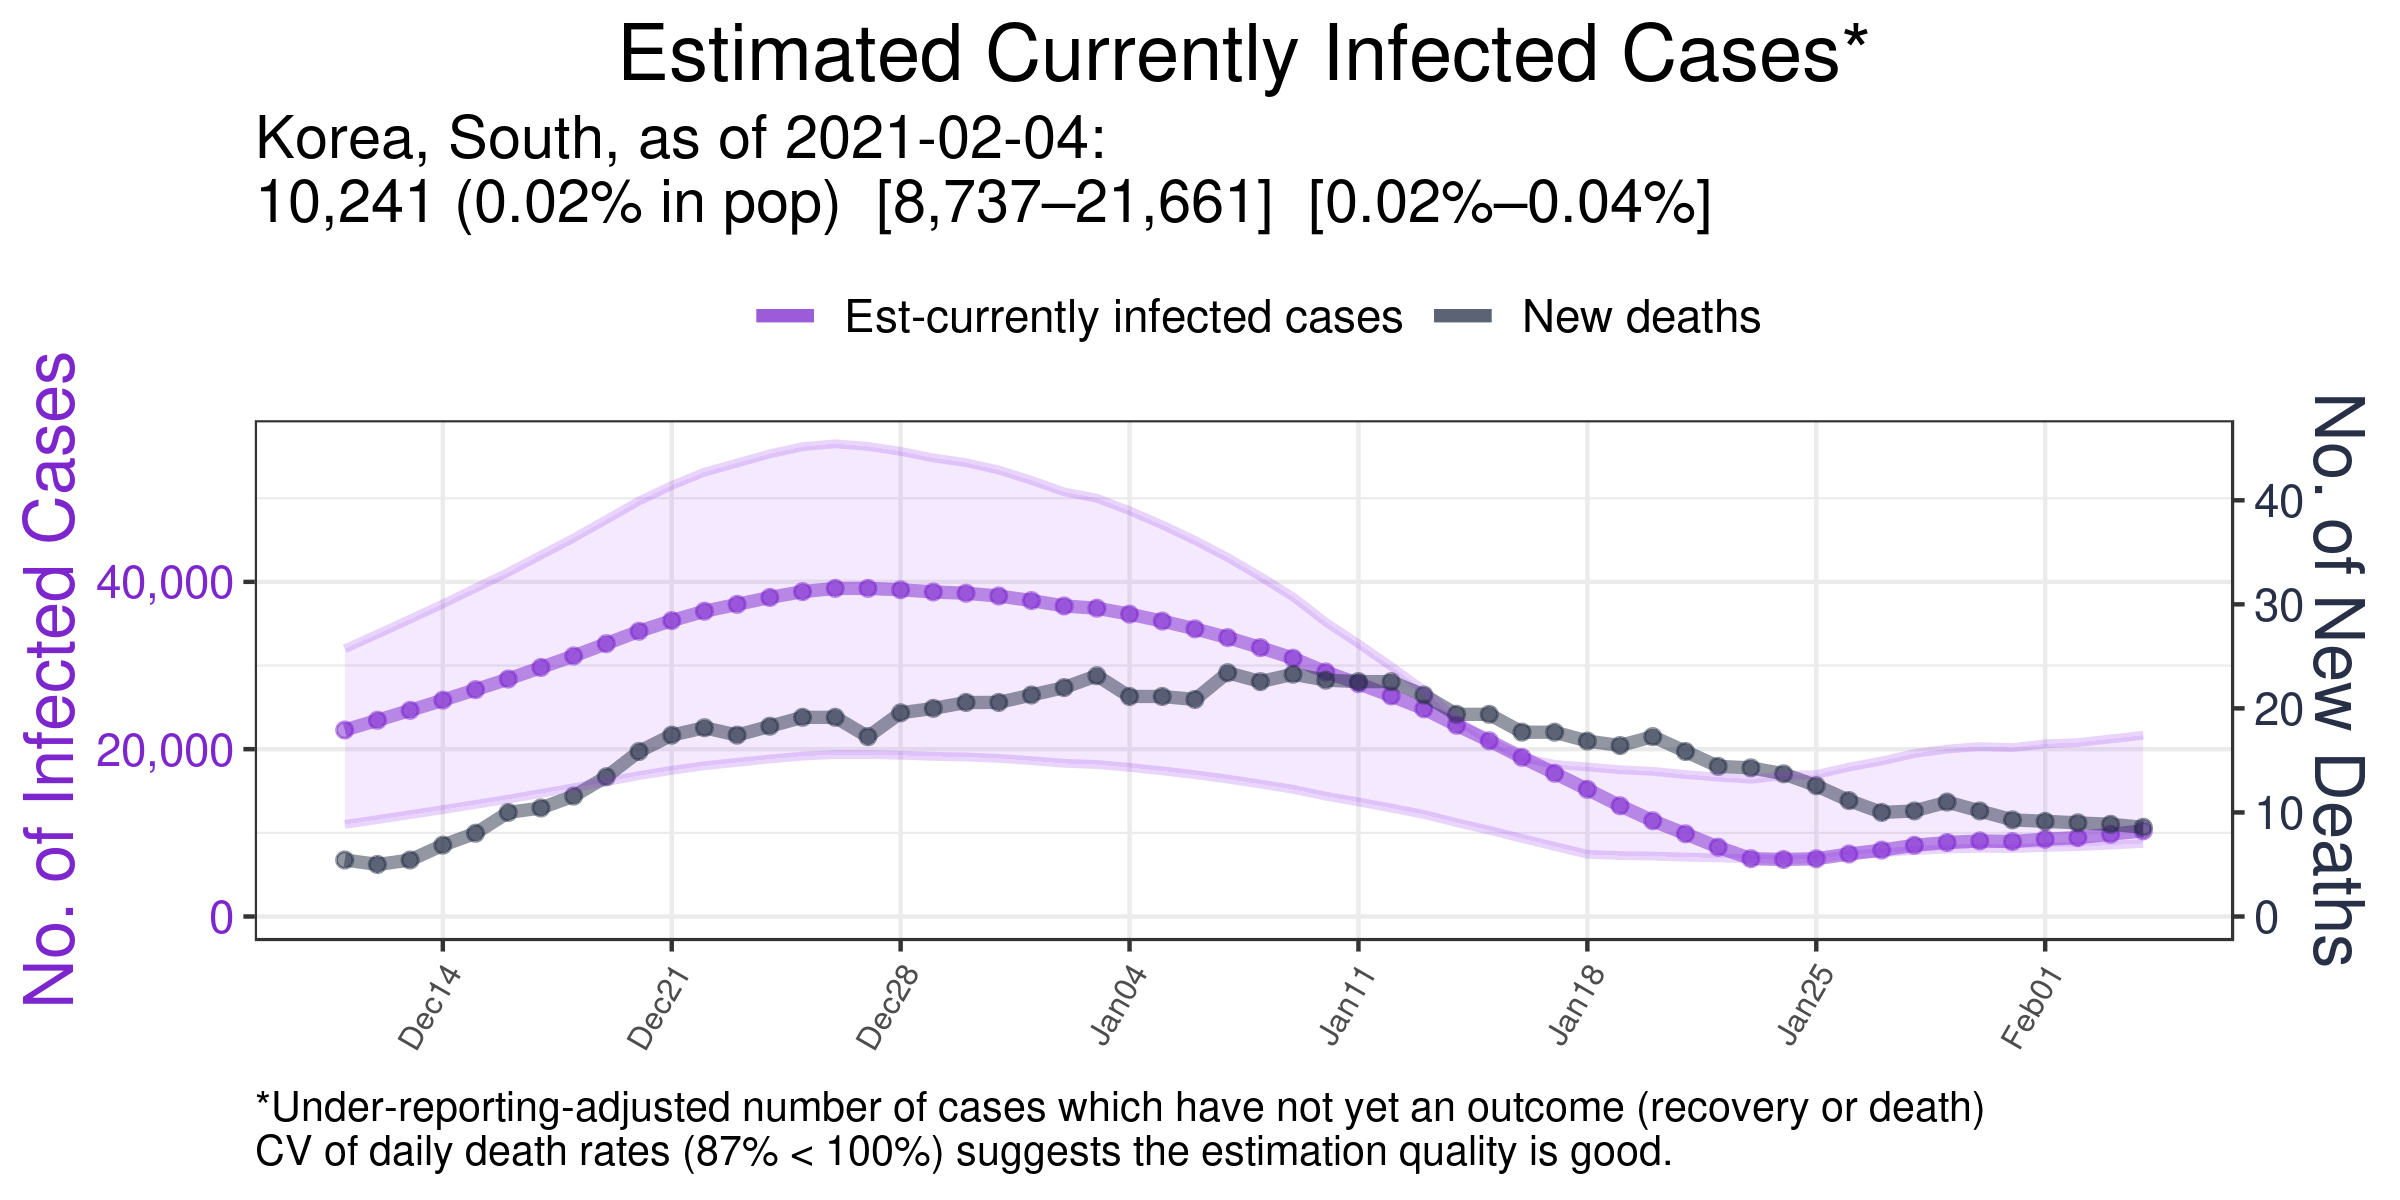 Estimated Currently Infected Cases*
Korea, South, as of 2021-02-04:
10,241 (0.02% in pop)  [8,737–21,661]  [0.02%–0.04%]
Est-currently infected cases
New deaths
No. of Infected Cases
40,000
20,000
0
No. of New Deaths
40
30
20
10
0
Dec14
Dec21
Dec28
Jan04
Jan11
Jan18
Jan25
Feb01
*Under-reporting-adjusted number of cases which have not yet an outcome (recovery or death)
CV of daily death rates (87% < 100%) suggests the estimation quality is good.